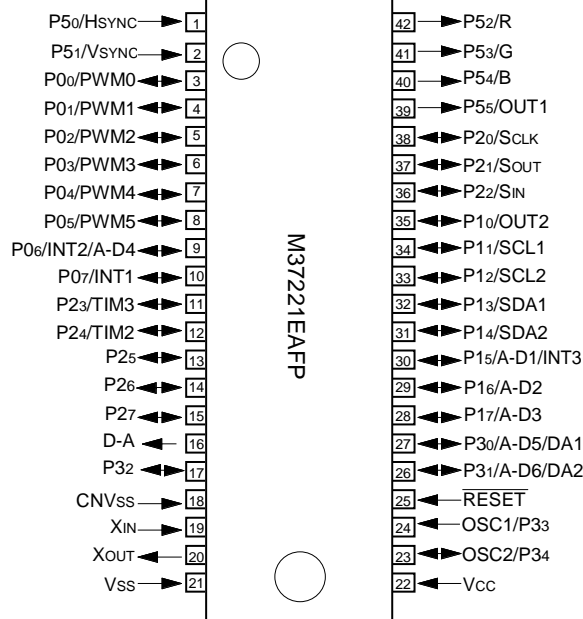 P50/HSYNC 1 42 P52/R
P51/VSYNC 2 41 P53/G
P00/PWM0 3 40 P54/B
P01/PWM1 4 39 P55/OUT1
P02/PWM2 5 38 P20/SCLK
P03/PWM3 6 37 P21/SOUT
P04/PWM4 7 36 P22/SIN
P05/PWM5 8 35 P10/OUT2
P06/INT2/A-D4 9 34 P11/SCL1
P07/INT1 10 33 P12/SCL2
P23/TIM3 11 32 P13/SDA1
P24/TIM2 12 31 P14/SDA2
P25 13 30 P15/A-D1/INT3
P26 14 29 P16/A-D2
P27 15 28 P17/A-D3
D-A 16 27 P30/A-D5/DA1
P32 17 26 P31/A-D6/DA2
CNVSS 18 25 RESET
XIN 19 24 OSC1/P33
XOUT 20 23 OSC2/P34
VSS 21 22 VCC
M37221EAFP